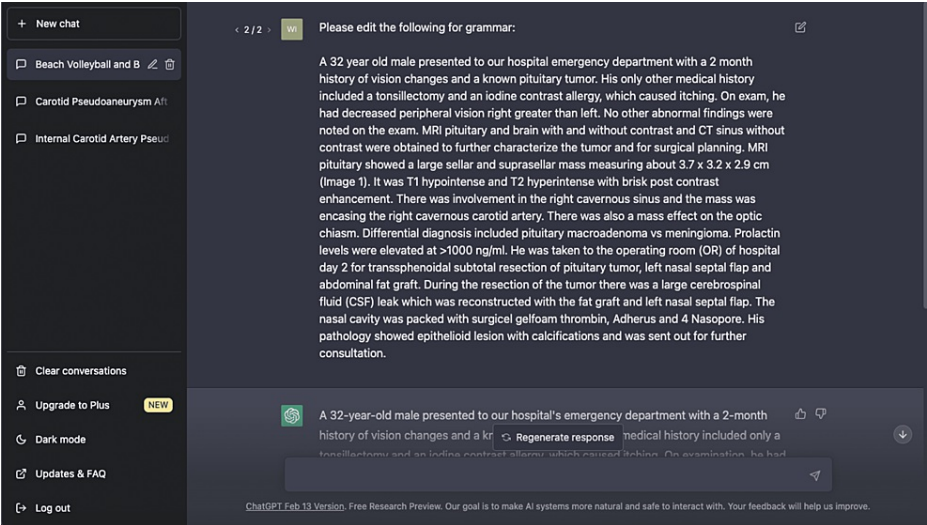 New chat
Beach Volleyball and B
Carotid Pseudoaneurysm Aft
Internal Carotid Artery Pseud
Clear conversations
Upgrade to Plus NEW
Dark mode
Updates & FAQ
Log out
< 2 / 2 > WI Please edit the following for grammar:
A 32 year old male presented to our hospital emergency department with a 2 month
history of vision changes and a known pituitary tumor. His only other medical history
included a tonsillectomy and an iodine contrast allergy, which caused itching. On exam, he
had decreased peripheral vision right greater than left. No other abnormal findings were
noted on the exam. MRI pituitary and brain with and without contrast and CT sinus without
contrast were obtained to further characterize the tumor and for surgical planning. MRI
pituitary showed a large sellar and suprasellar mass measuring about 3.7 x 3.2 x 2.9 cm
(Image 1). It was T1 hypointense and T2 hyperintense with brisk post contrast
enhancement. There was involvement in the right cavernous sinus and the mass was
encasing the right cavernous carotid artery. There was also a mass effect on the optic
chiasm. Differential diagnosis included pituitary macroadenoma vs meningioma. Prolactin
levels were elevated at >1000 ng/ml. He was taken to the operating room (OR) of hospital
day 2 for transsphenoidal subtotal resection of pituitary tumor, left nasal septal flap and
abdominal fat graft. During the resection of the tumor there was a large cerebrospinal
fluid (CSF) leak which was reconstructed with the fat graft and left nasal septal flap. The
nasal cavity was packed with surgicel gelfoam thrombin, Adherus and 4 Nasopore. His
pathology showed epithelioid lesion with calcifications and was sent out for further
consultation.
A 32-year-old male presented to our hospital's emergency department with a 2-month
history of vision changes and a kr Regenerate response medical history included only a
tonsillectomy and an iodine contrast allergy, which caused itching. On examination, he had
ChatGPT Feb 13 Version. Free Research Preview. Our goal is to make AI systems more natural and safe to interact with. Your feedback will help us improve.